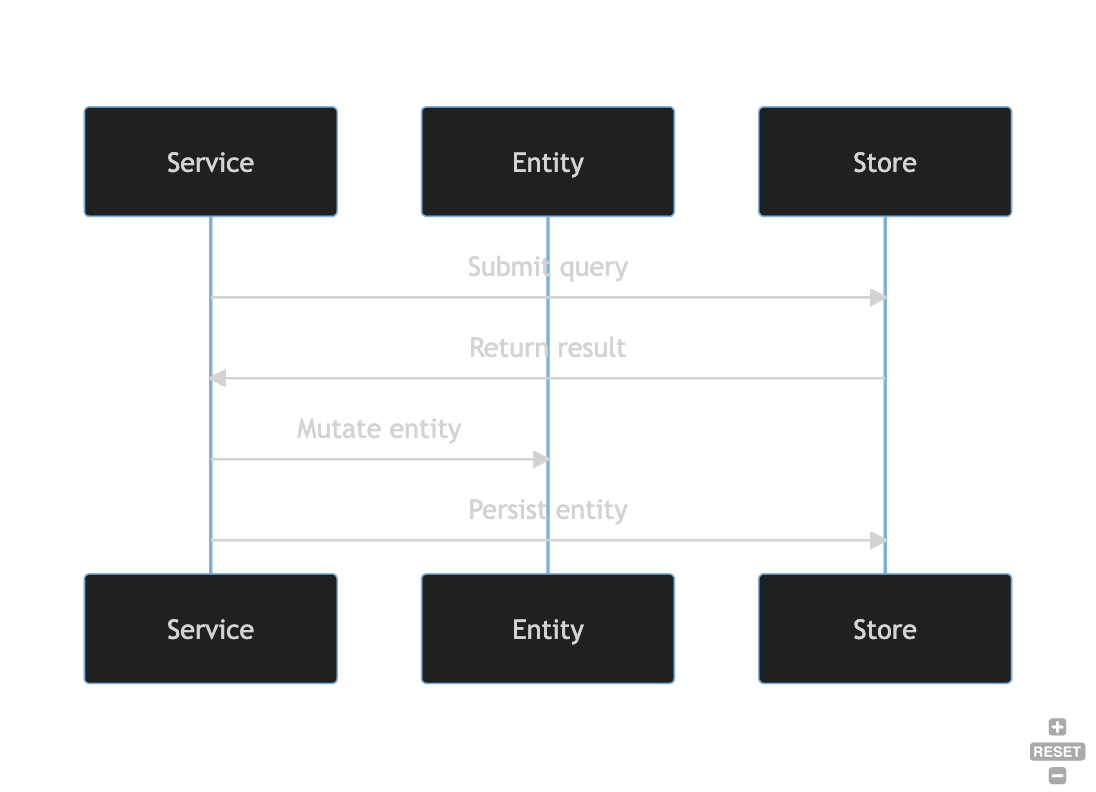 Service
Entity
Store
Submit query
Return result
Mutate entity
Persist entity
Service
Entity
Store
+
RESET
−